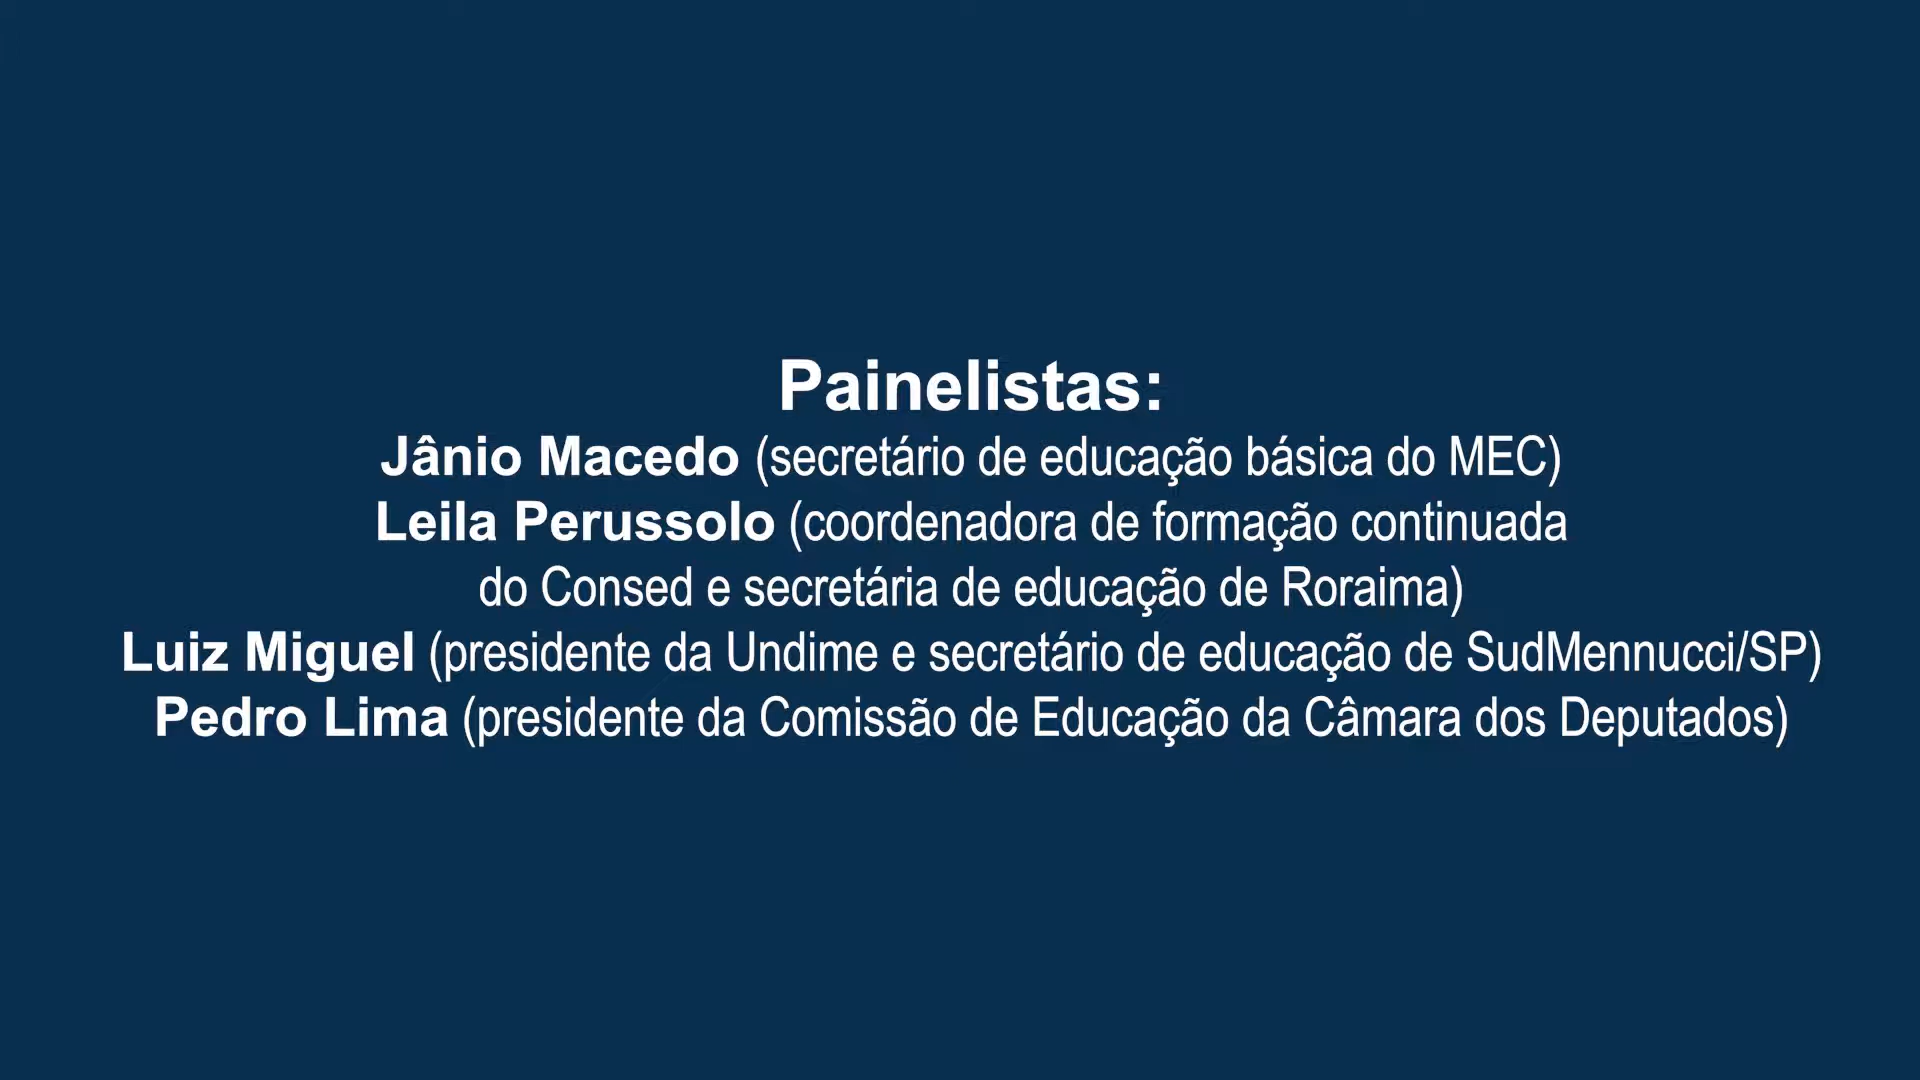 Painelistas:
Jânio Macedo (secretário de educação básica do MEC)
Leila Perussolo (coordenadora de formação continuada
do Consed e secretária de educação de Roraima)
Luiz Miguel (presidente da Undime e secretário de educação de SudMennucci/SP)
Pedro Lima (presidente da Comissão de Educação da Câmara dos Deputados)